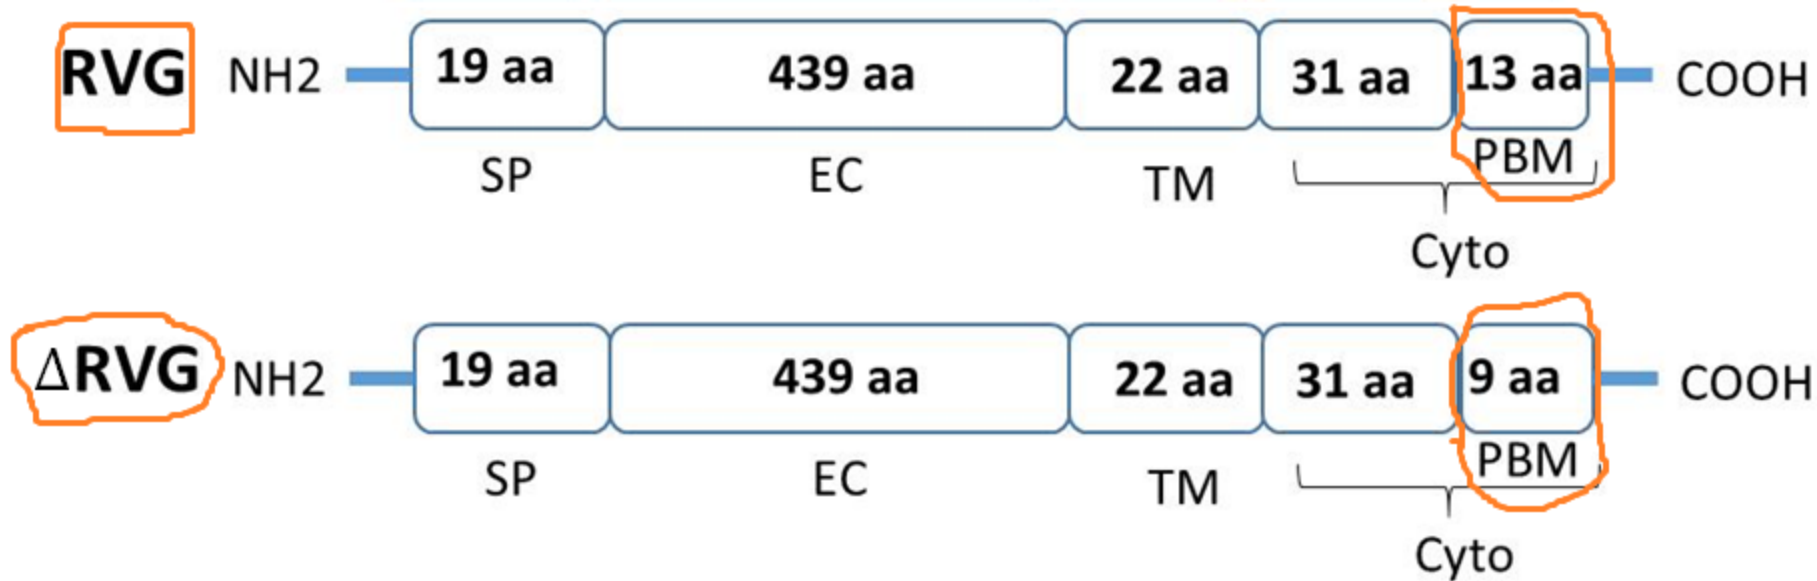 RVG NH2 19 aa 439 aa 22 aa 31 aa 13 aa COOH
SP EC TM PBM
Cyto
ΔRVG NH2 19 aa 439 aa 22 aa 31 aa 9 aa COOH
SP EC TM PBM
Cyto